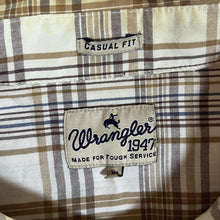 CASUAL FIT
Wrangler
1947
MADE FOR TOUGH SERVICE